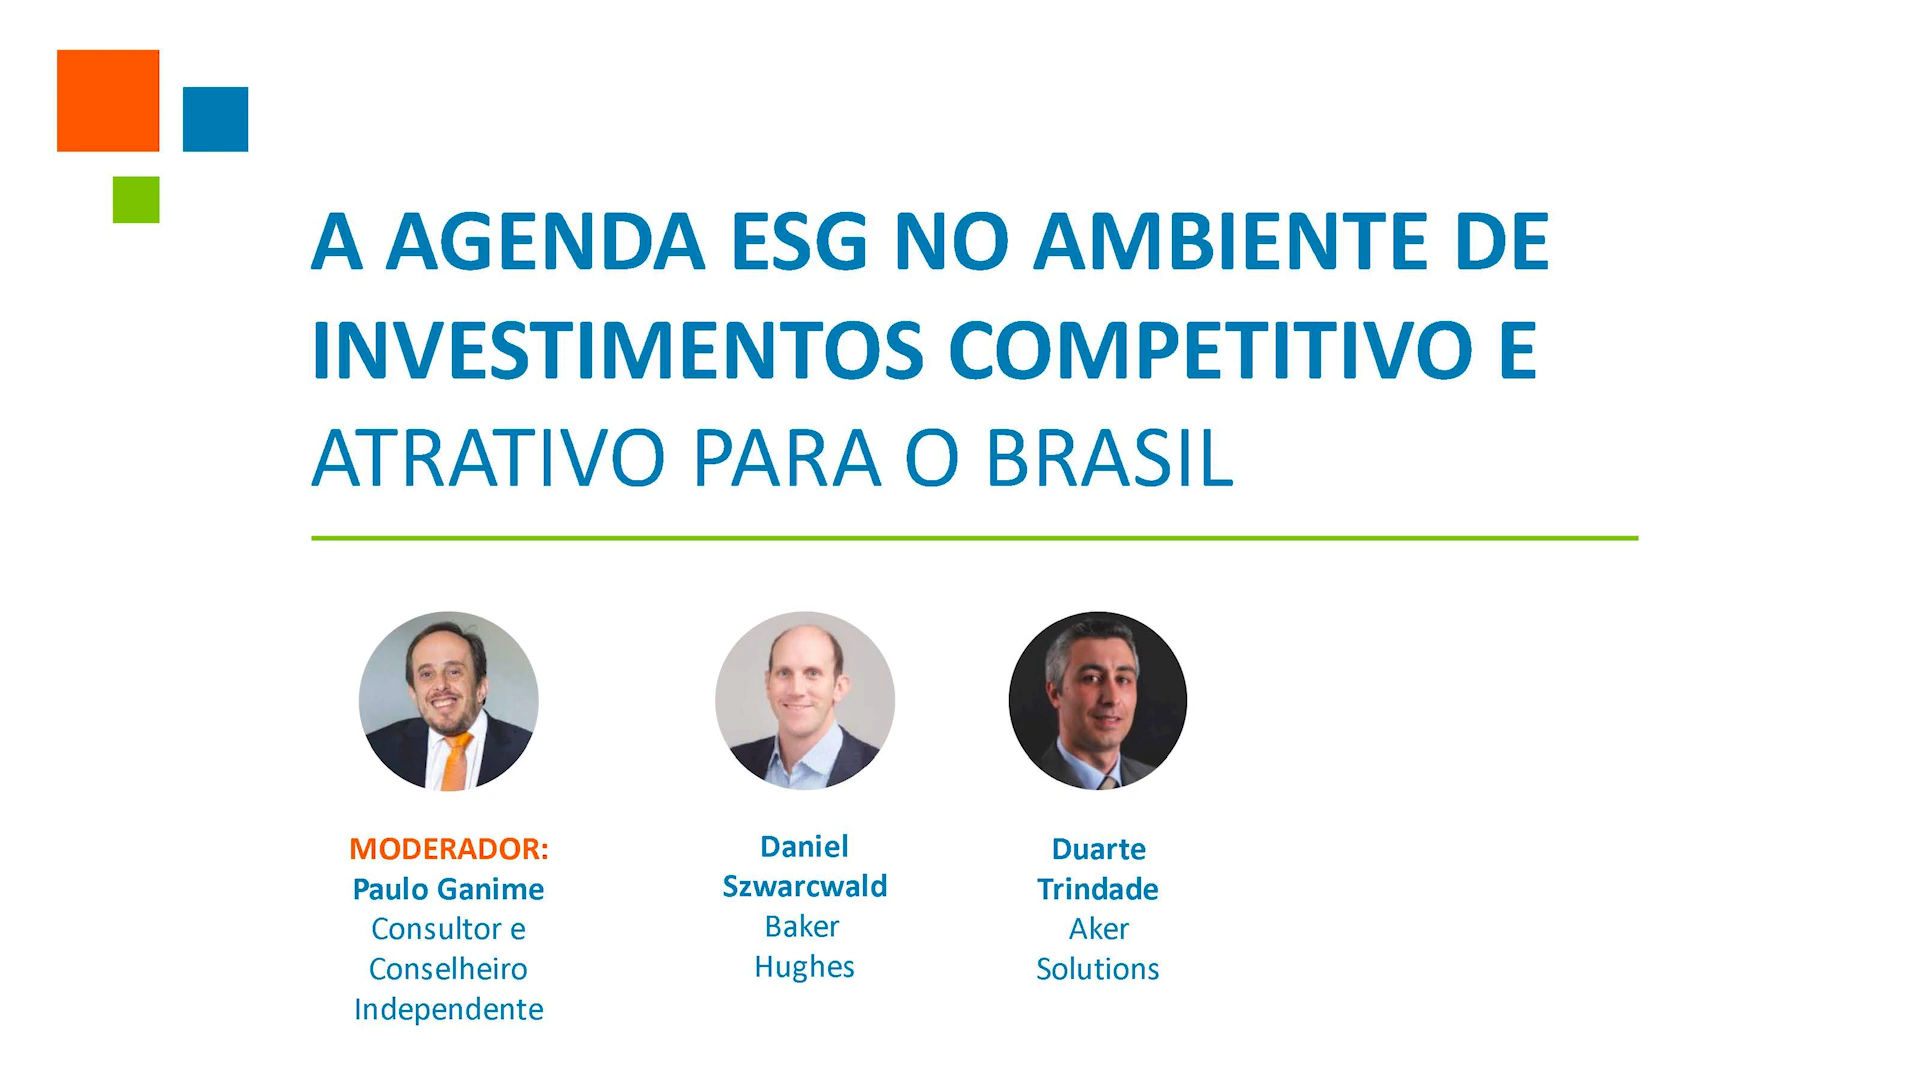 A AGENDA ESG NO AMBIENTE DE
INVESTIMENTOS COMPETITIVO E
ATRATIVO PARA O BRASIL
MODERADOR:
Paulo Ganime
Consultor e
Conselheiro
Independente
Daniel
Szwarcwald
Baker
Hughes
Duarte
Trindade
Aker
Solutions